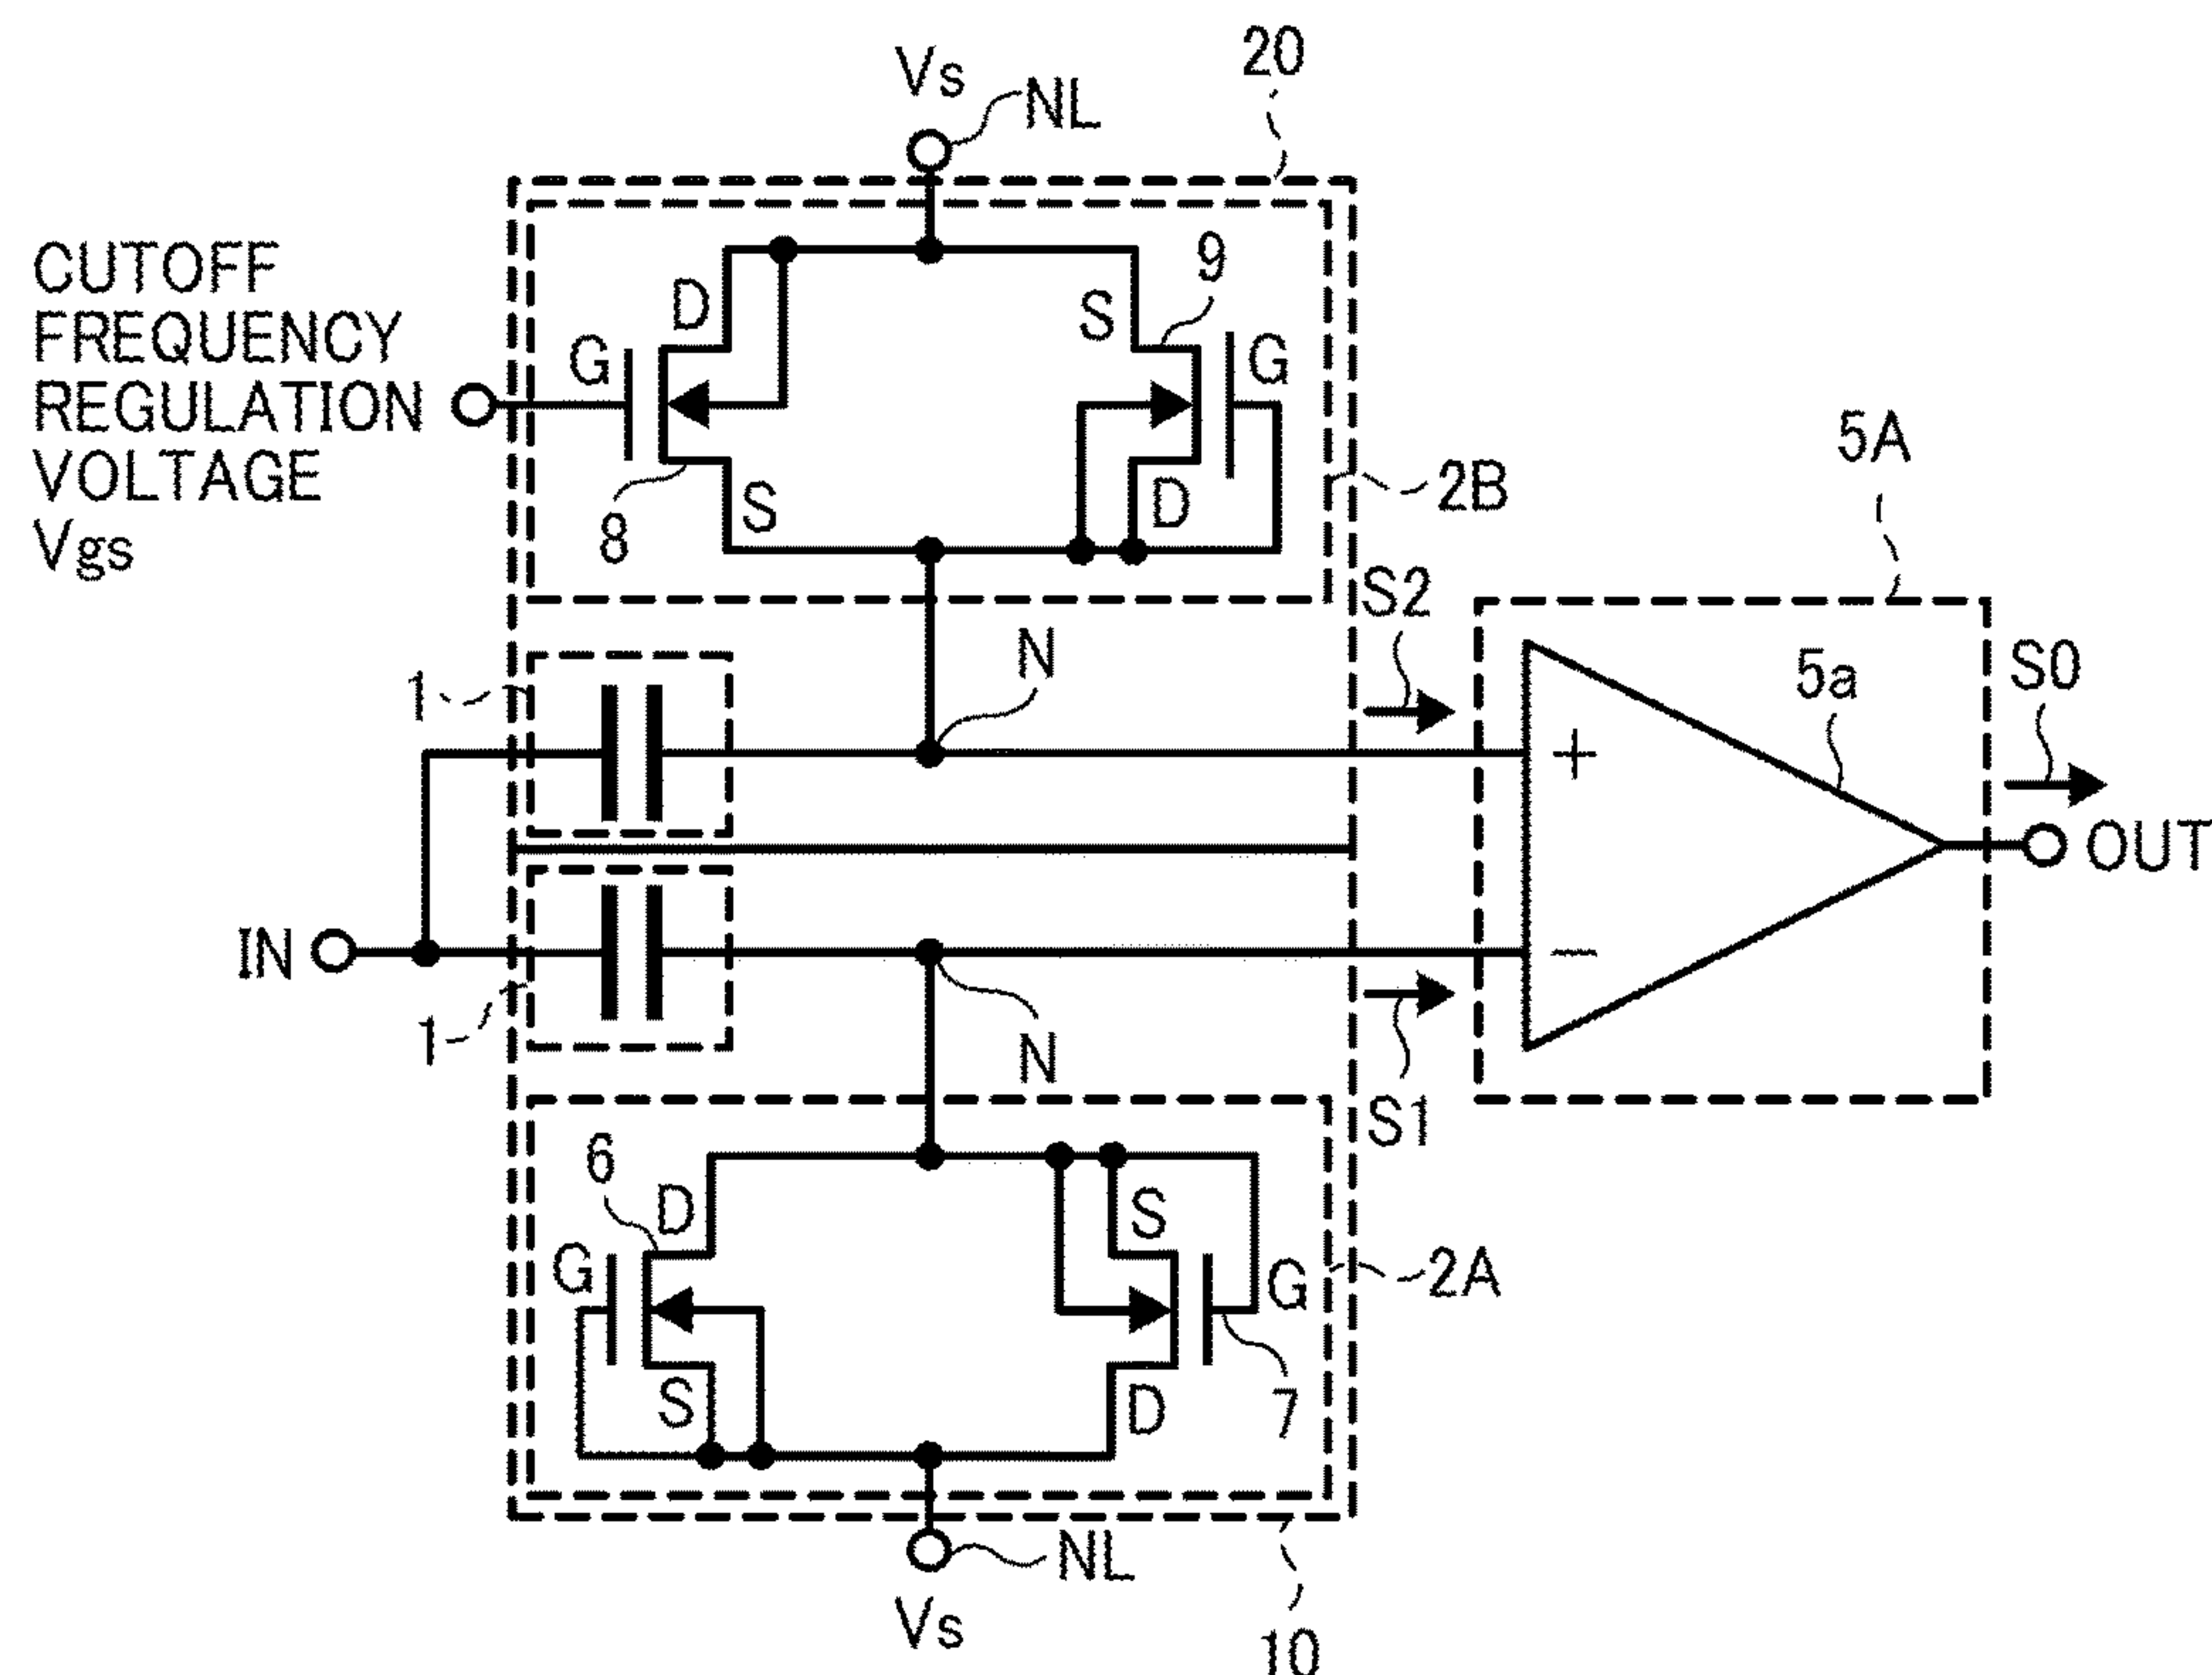 20
Vs
NL
CUTOFF
FREQUENCY
REGULATION
VOLTAGE
Vgs
D
9
S
G
G
5A
2B
8
S
D
S2
N
1
5a
S0
+
OUT
IN
−
1
N
S1
6
D
S
G
2A
G
S
D
7
NL
Vs
10